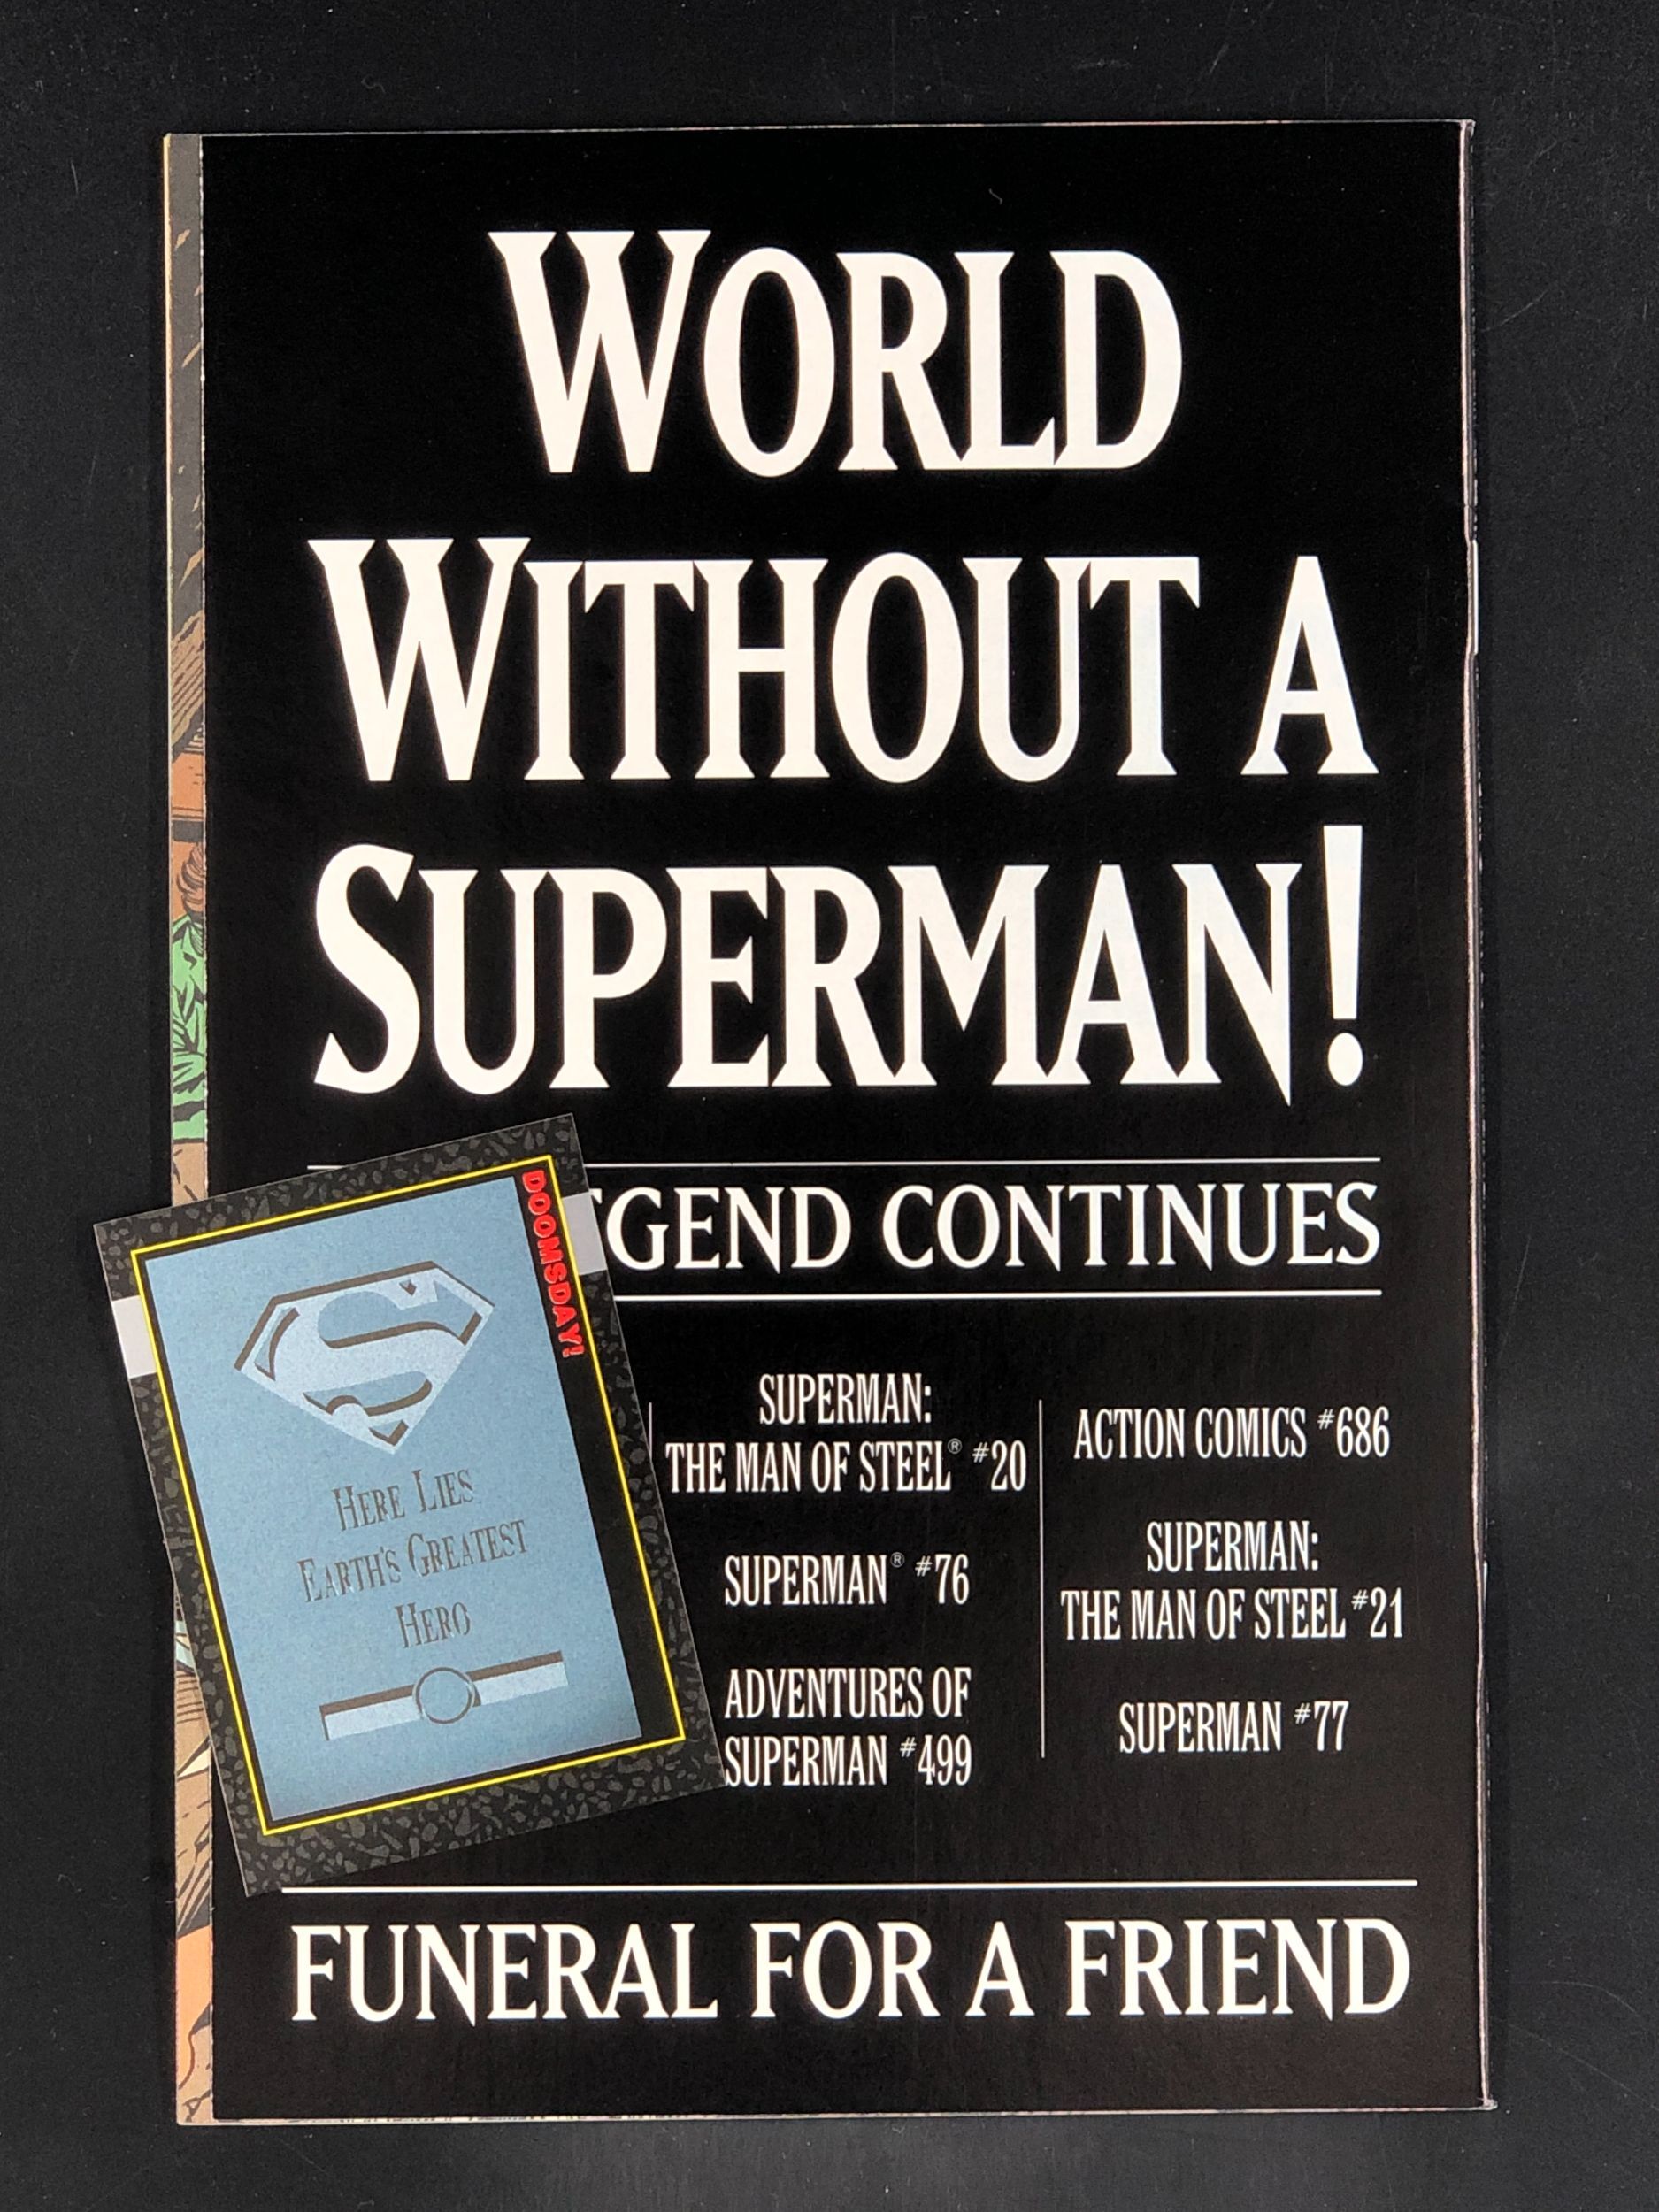 WORLD
WITHOUT A
SUPERMAN!
GEND CONTINUES
DOOMSDAY!
HERE LIES
EARTH'S GREATEST
HERO
SUPERMAN:
THE MAN OF STEEL® #20
SUPERMAN® #76
ADVENTURES OF
SUPERMAN #499
ACTION COMICS #686
SUPERMAN:
THE MAN OF STEEL #21
SUPERMAN #77
FUNERAL FOR A FRIEND